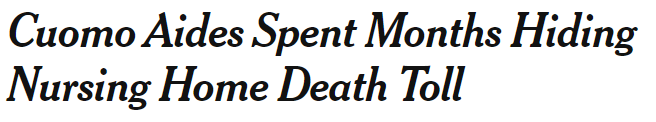 Cuomo Aides Spent Months Hiding
Nursing Home Death Toll